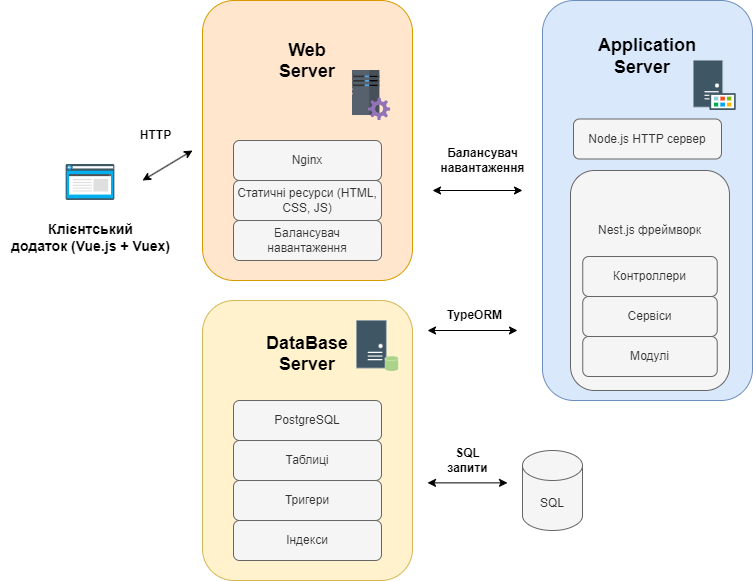 Web
Server
Nginx
Статичні ресурси (HTML,
CSS, JS)
Балансувач
навантаження
HTTP
Клієнтський
додаток (Vue.js + Vuex)
Балансувач
навантаження
Application
Server
Node.js HTTP сервер
Nest.js фреймворк
Контроллери
Сервіси
Модулі
TypeORM
DataBase
Server
PostgreSQL
Таблиці
Тригери
Індекси
SQL
запити
SQL